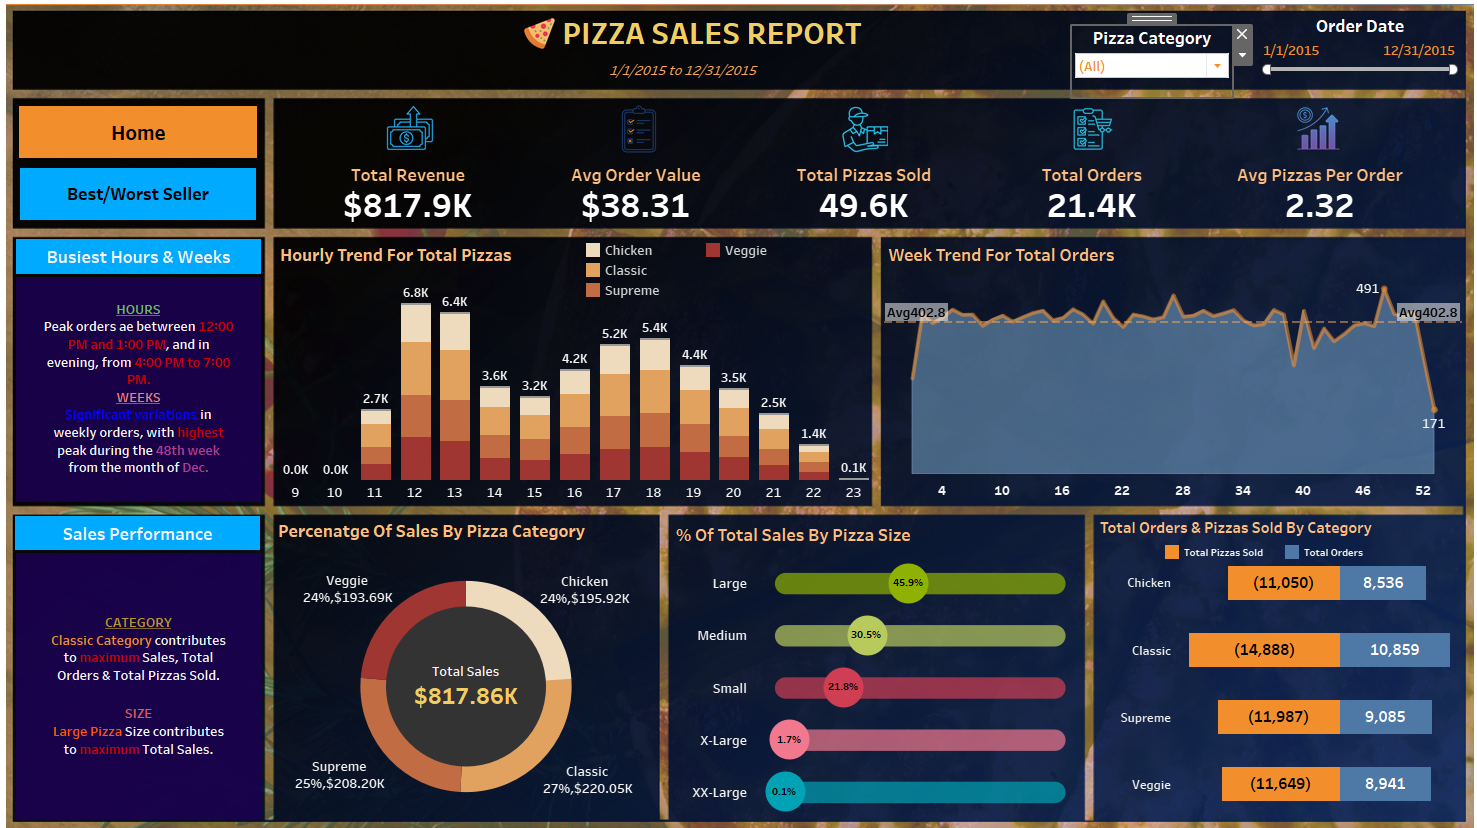 PIZZA SALES REPORT
1/1/2015 to 12/31/2015
Pizza Category
(All)
Order Date
1/1/2015 12/31/2015
Home
Best/Worst Seller
Total Revenue
$817.9K
Avg Order Value
$38.31
Total Pizzas Sold
49.6K
Total Orders
21.4K
Avg Pizzas Per Order
2.32
Busiest Hours & Weeks
HOURS
Peak orders ae betwreen 12:00
PM and 1:00 PM, and in
evening, from 4:00 PM to 7:00
PM.
WEEKS
Significant variations in
weekly orders, with highest
peak during the 48th week
from the month of Dec.
Hourly Trend For Total Pizzas
Chicken Veggie
Classic
Supreme
0.0K 0.0K 2.7K 6.8K 6.4K 3.6K 3.2K 4.2K 5.2K 5.4K 4.4K 3.5K 2.5K 1.4K 0.1K
9 10 11 12 13 14 15 16 17 18 19 20 21 22 23
Week Trend For Total Orders
491
Avg402.8 Avg402.8
171
4 10 16 22 28 34 40 46 52
Sales Performance
CATEGORY
Classic Category contributes
to maximum Sales, Total
Orders & Total Pizzas Sold.
SIZE
Large Pizza Size contributes
to maximum Total Sales.
Percenatge Of Sales By Pizza Category
Veggie
24%,$193.69K
Chicken
24%,$195.92K
Total Sales
$817.86K
Supreme
25%,$208.20K
Classic
27%,$220.05K
% Of Total Sales By Pizza Size
Large 45.9%
Medium 30.5%
Small 21.8%
X-Large 1.7%
XX-Large 0.1%
Total Orders & Pizzas Sold By Category
Total Pizzas Sold Total Orders
Chicken (11,050) 8,536
Classic (14,888) 10,859
Supreme (11,987) 9,085
Veggie (11,649) 8,941